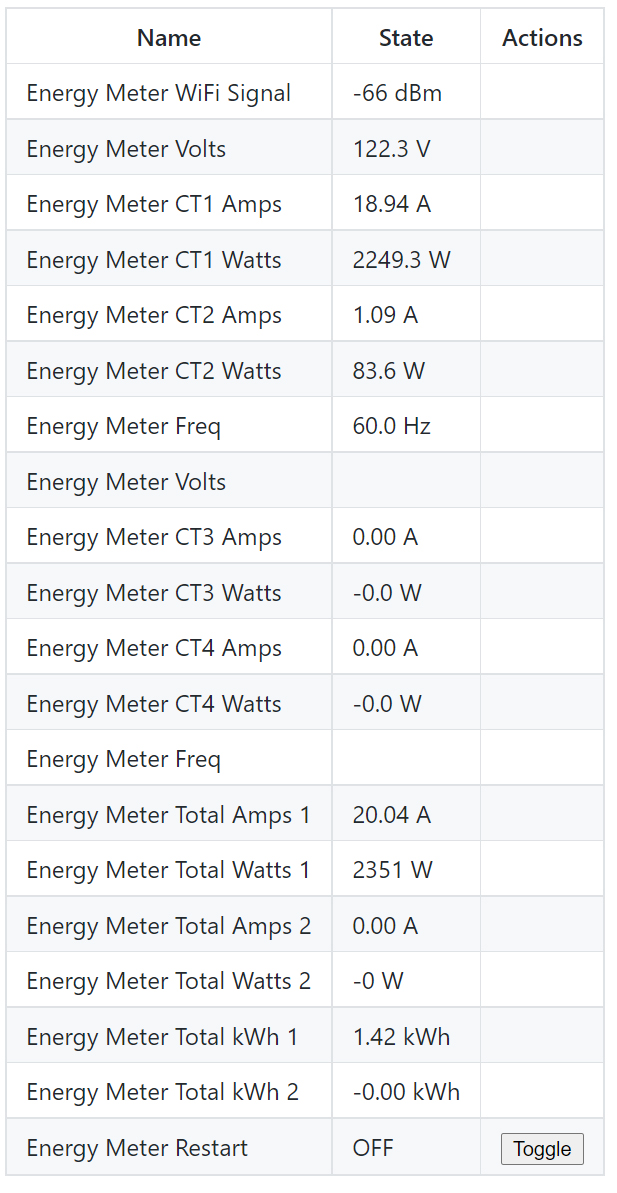 Name State Actions
Energy Meter WiFi Signal -66 dBm
Energy Meter Volts 122.3 V
Energy Meter CT1 Amps 18.94 A
Energy Meter CT1 Watts 2249.3 W
Energy Meter CT2 Amps 1.09 A
Energy Meter CT2 Watts 83.6 W
Energy Meter Freq 60.0 Hz
Energy Meter Volts
Energy Meter CT3 Amps 0.00 A
Energy Meter CT3 Watts -0.0 W
Energy Meter CT4 Amps 0.00 A
Energy Meter CT4 Watts -0.0 W
Energy Meter Freq
Energy Meter Total Amps 1 20.04 A
Energy Meter Total Watts 1 2351 W
Energy Meter Total Amps 2 0.00 A
Energy Meter Total Watts 2 -0 W
Energy Meter Total kWh 1 1.42 kWh
Energy Meter Total kWh 2 -0.00 kWh
Energy Meter Restart OFF Toggle